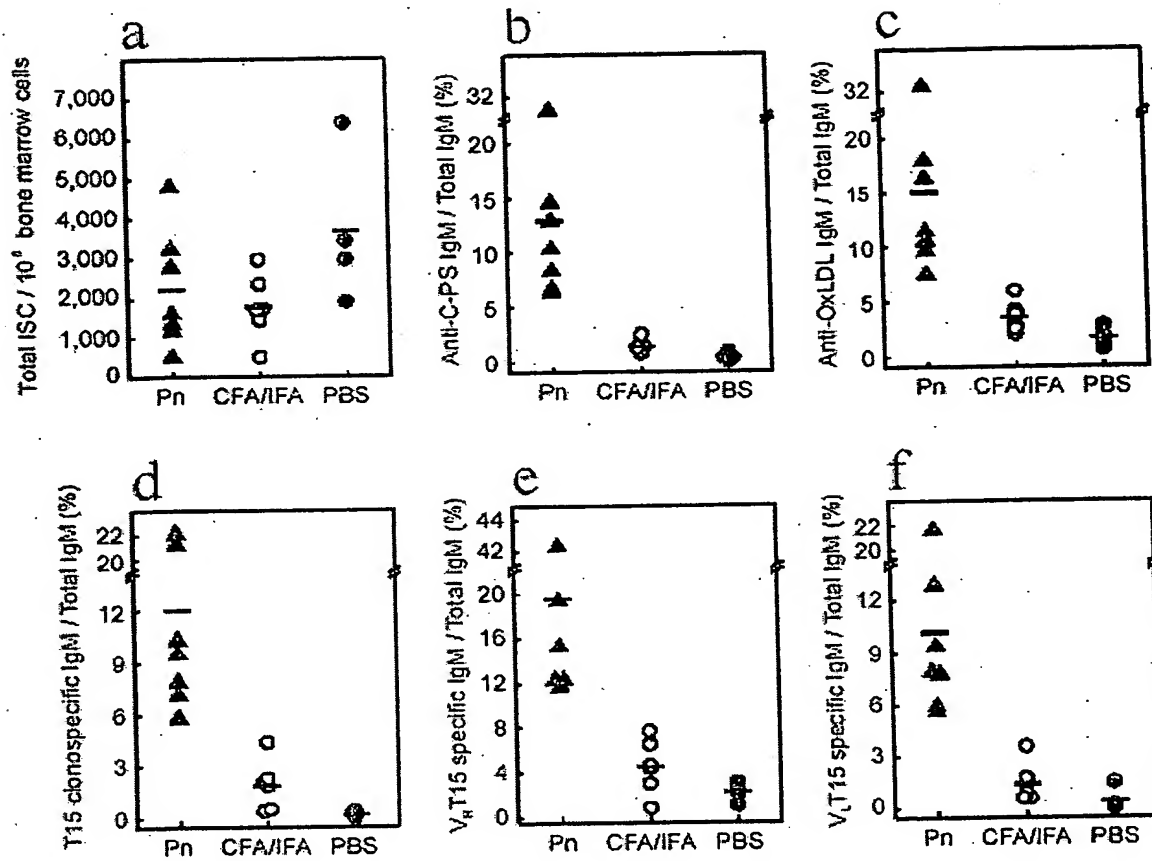 a
Total ISC / 10⁶ bone marrow cells
7,000
6,000
5,000
4,000
3,000
2,000
1,000
0
Pn CFA/IFA PBS
b
Anti-C-PS IgM / Total IgM (%)
32
20
15
10
5
0
Pn CFA/IFA PBS
c
Anti-OxLDL IgM / Total IgM (%)
32
20
15
10
5
0
Pn CFA/IFA PBS
d
T15 clonospecific IgM / Total IgM (%)
22
20
12
9
6
3
0
Pn CFA/IFA PBS
e
VHT15 specific IgM / Total IgM (%)
44
42
20
16
12
8
4
0
Pn CFA/IFA PBS
f
VLT15 specific IgM / Total IgM (%)
22
20
12
9
6
3
0
Pn CFA/IFA PBS